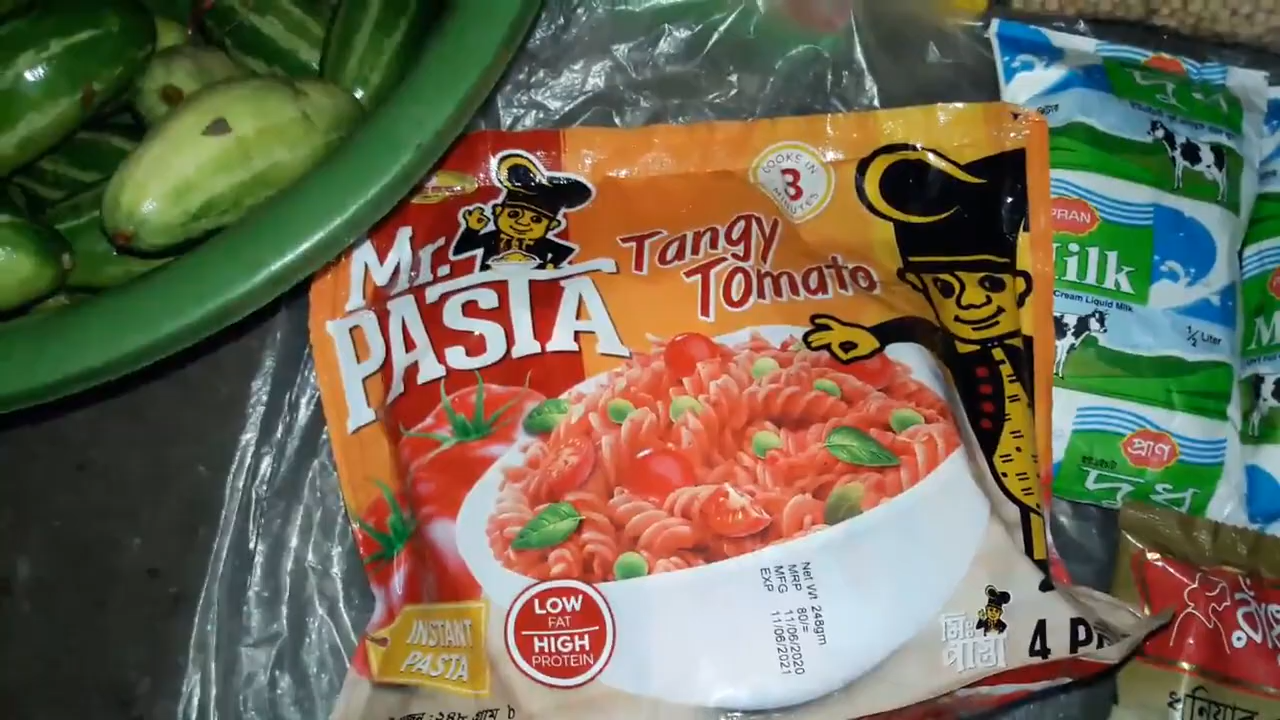 Mr.
PASTA
Tangy
Tomato
COOKS IN
3
MINUTES
INSTANT
PASTA
LOW
FAT
HIGH
PROTEIN
Net Wt 248gm
MRP 80/=
MFG 11/06/2020
EXP 11/06/2021
মিঃ
পাস্তা
4
২৪৮ গ্রাম
দুধ
PRAN
Milk
Cream Liquid Milk
½ Liter
প্রাণ
দুধ